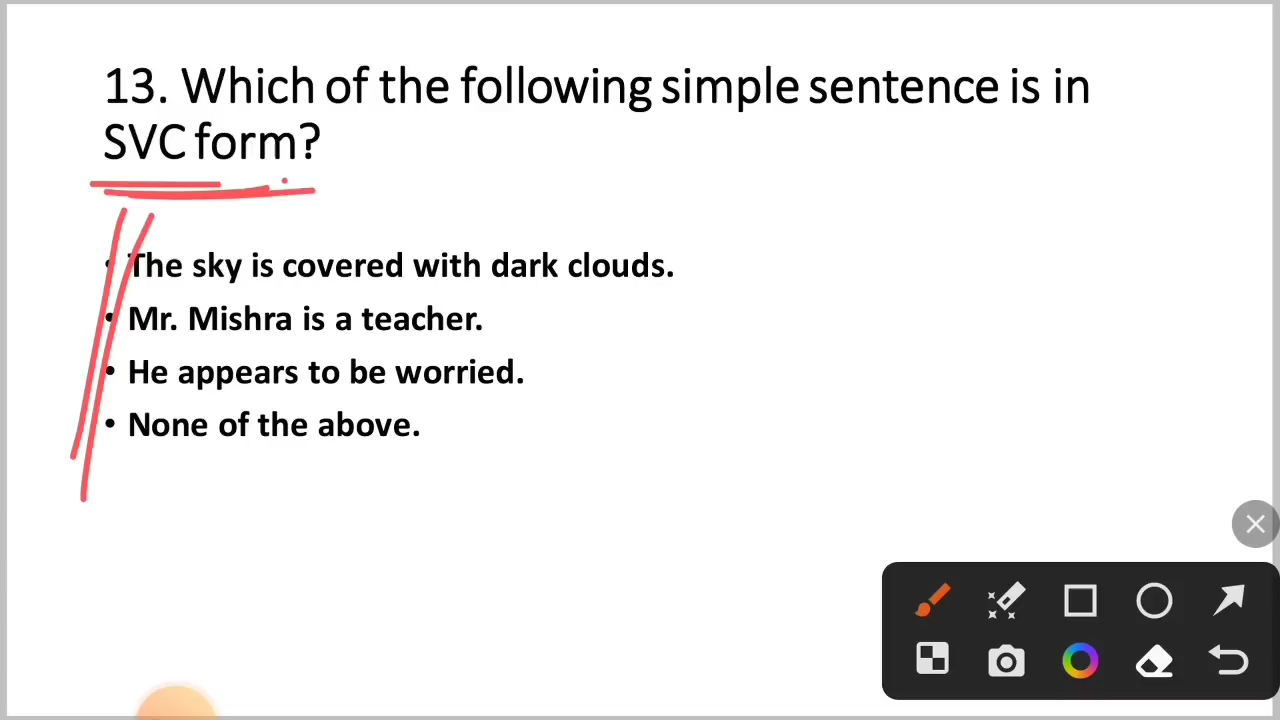 13. Which of the following simple sentence is in
SVC form?
• The sky is covered with dark clouds.
• Mr. Mishra is a teacher.
• He appears to be worried.
• None of the above.